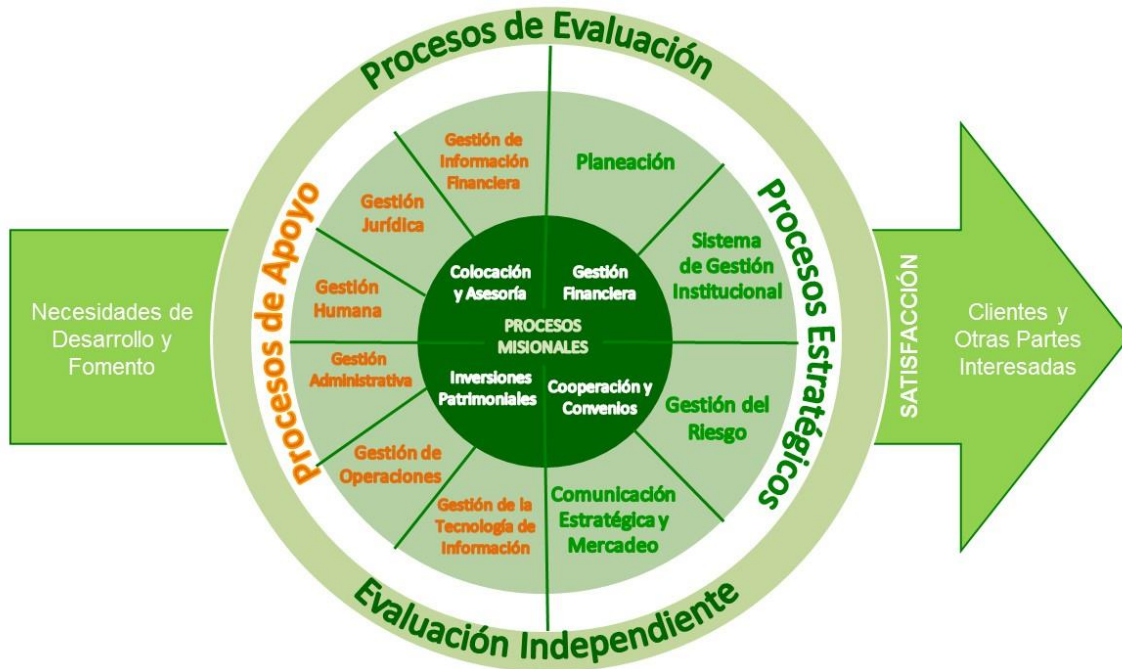 Procesos de Evaluación
Necesidades de
Desarrollo y
Fomento
Procesos de Apoyo
Gestión de
Información
Financiera
Gestión
Jurídica
Gestión
Humana
Gestión
Administrativa
Gestión de
Operaciones
Gestión de la
Tecnología de
Información
Colocación
y Asesoría
Gestión
Financiera
PROCESOS
MISIONALES
Inversiones
Patrimoniales
Cooperación y
Convenios
Planeación
Sistema
de Gestión
Institucional
Gestión del
Riesgo
Comunicación
Estratégica y
Mercadeo
Procesos Estratégicos
SATISFACCIÓN
Clientes y
Otras Partes
Interesadas
Evaluación Independiente